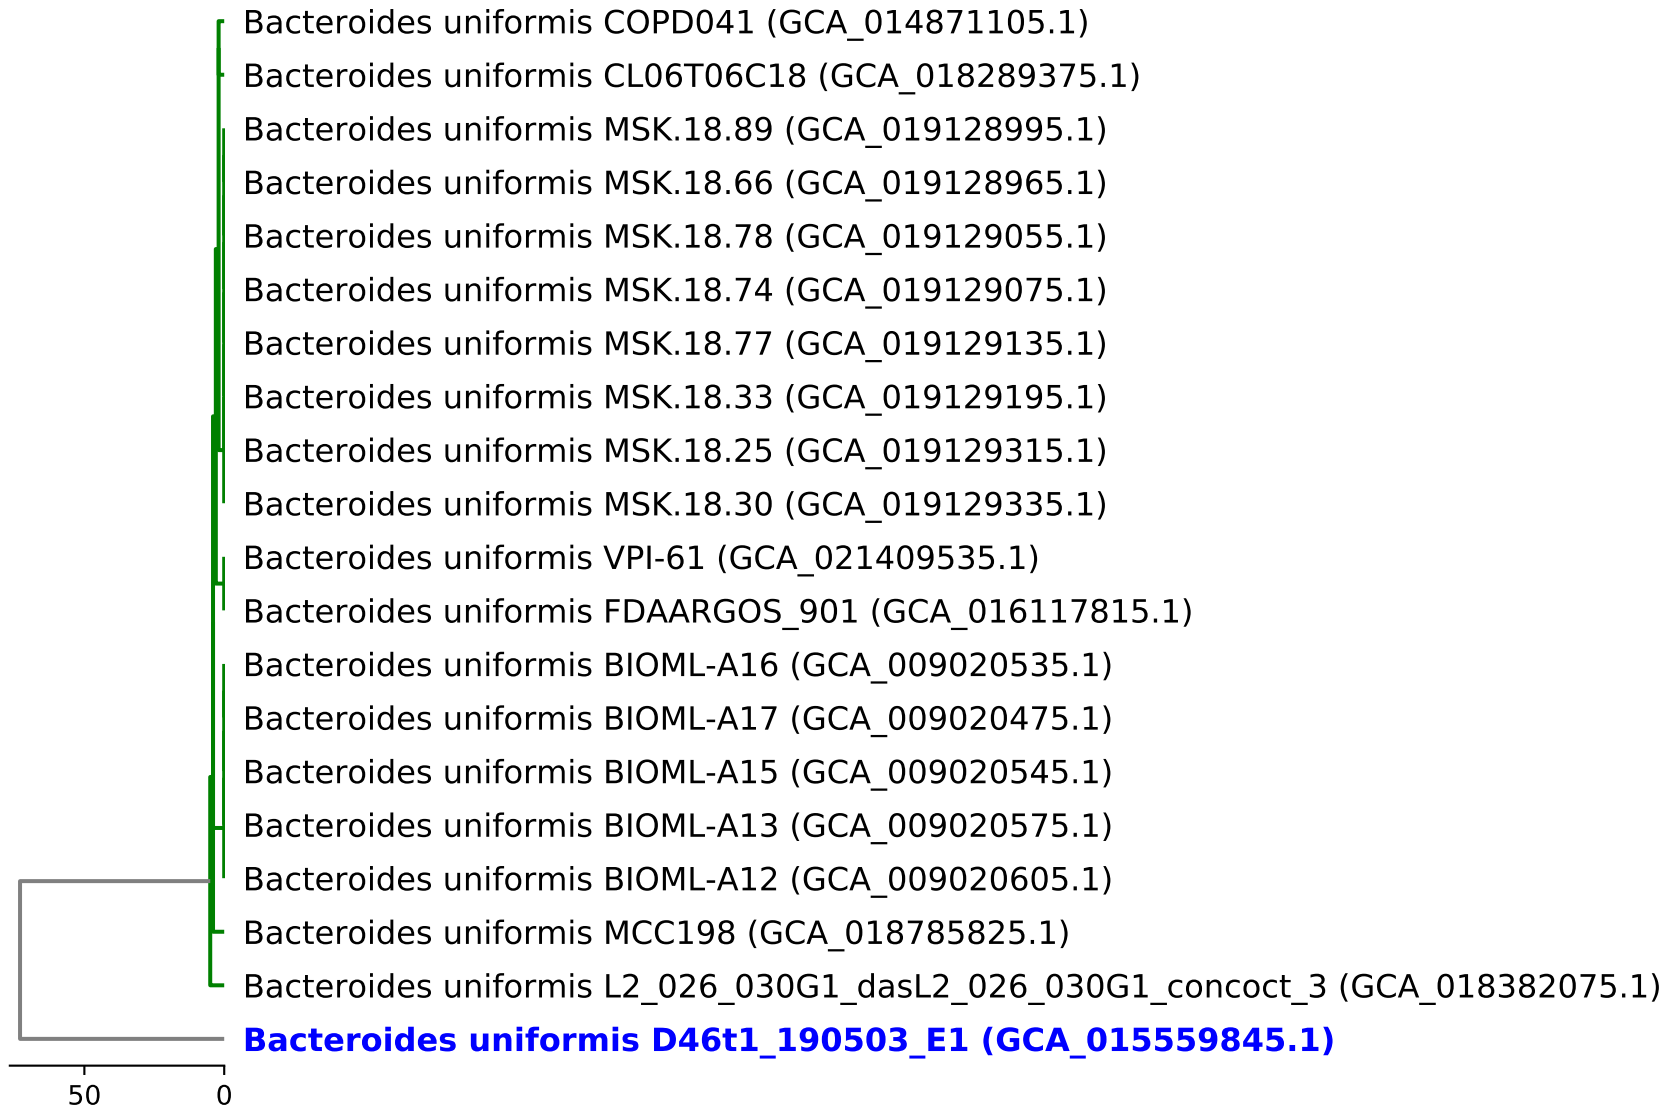 Bacteroides uniformis COPD041 (GCA_014871105.1)
Bacteroides uniformis CL06T06C18 (GCA_018289375.1)
Bacteroides uniformis MSK.18.89 (GCA_019128995.1)
Bacteroides uniformis MSK.18.66 (GCA_019128965.1)
Bacteroides uniformis MSK.18.78 (GCA_019129055.1)
Bacteroides uniformis MSK.18.74 (GCA_019129075.1)
Bacteroides uniformis MSK.18.77 (GCA_019129135.1)
Bacteroides uniformis MSK.18.33 (GCA_019129195.1)
Bacteroides uniformis MSK.18.25 (GCA_019129315.1)
Bacteroides uniformis MSK.18.30 (GCA_019129335.1)
Bacteroides uniformis VPI-61 (GCA_021409535.1)
Bacteroides uniformis FDAARGOS_901 (GCA_016117815.1)
Bacteroides uniformis BIOML-A16 (GCA_009020535.1)
Bacteroides uniformis BIOML-A17 (GCA_009020475.1)
Bacteroides uniformis BIOML-A15 (GCA_009020545.1)
Bacteroides uniformis BIOML-A13 (GCA_009020575.1)
Bacteroides uniformis BIOML-A12 (GCA_009020605.1)
Bacteroides uniformis MCC198 (GCA_018785825.1)
Bacteroides uniformis L2_026_030G1_dasL2_026_030G1_concoct_3 (GCA_018382075.1)
Bacteroides uniformis D46t1_190503_E1 (GCA_015559845.1)
50 0